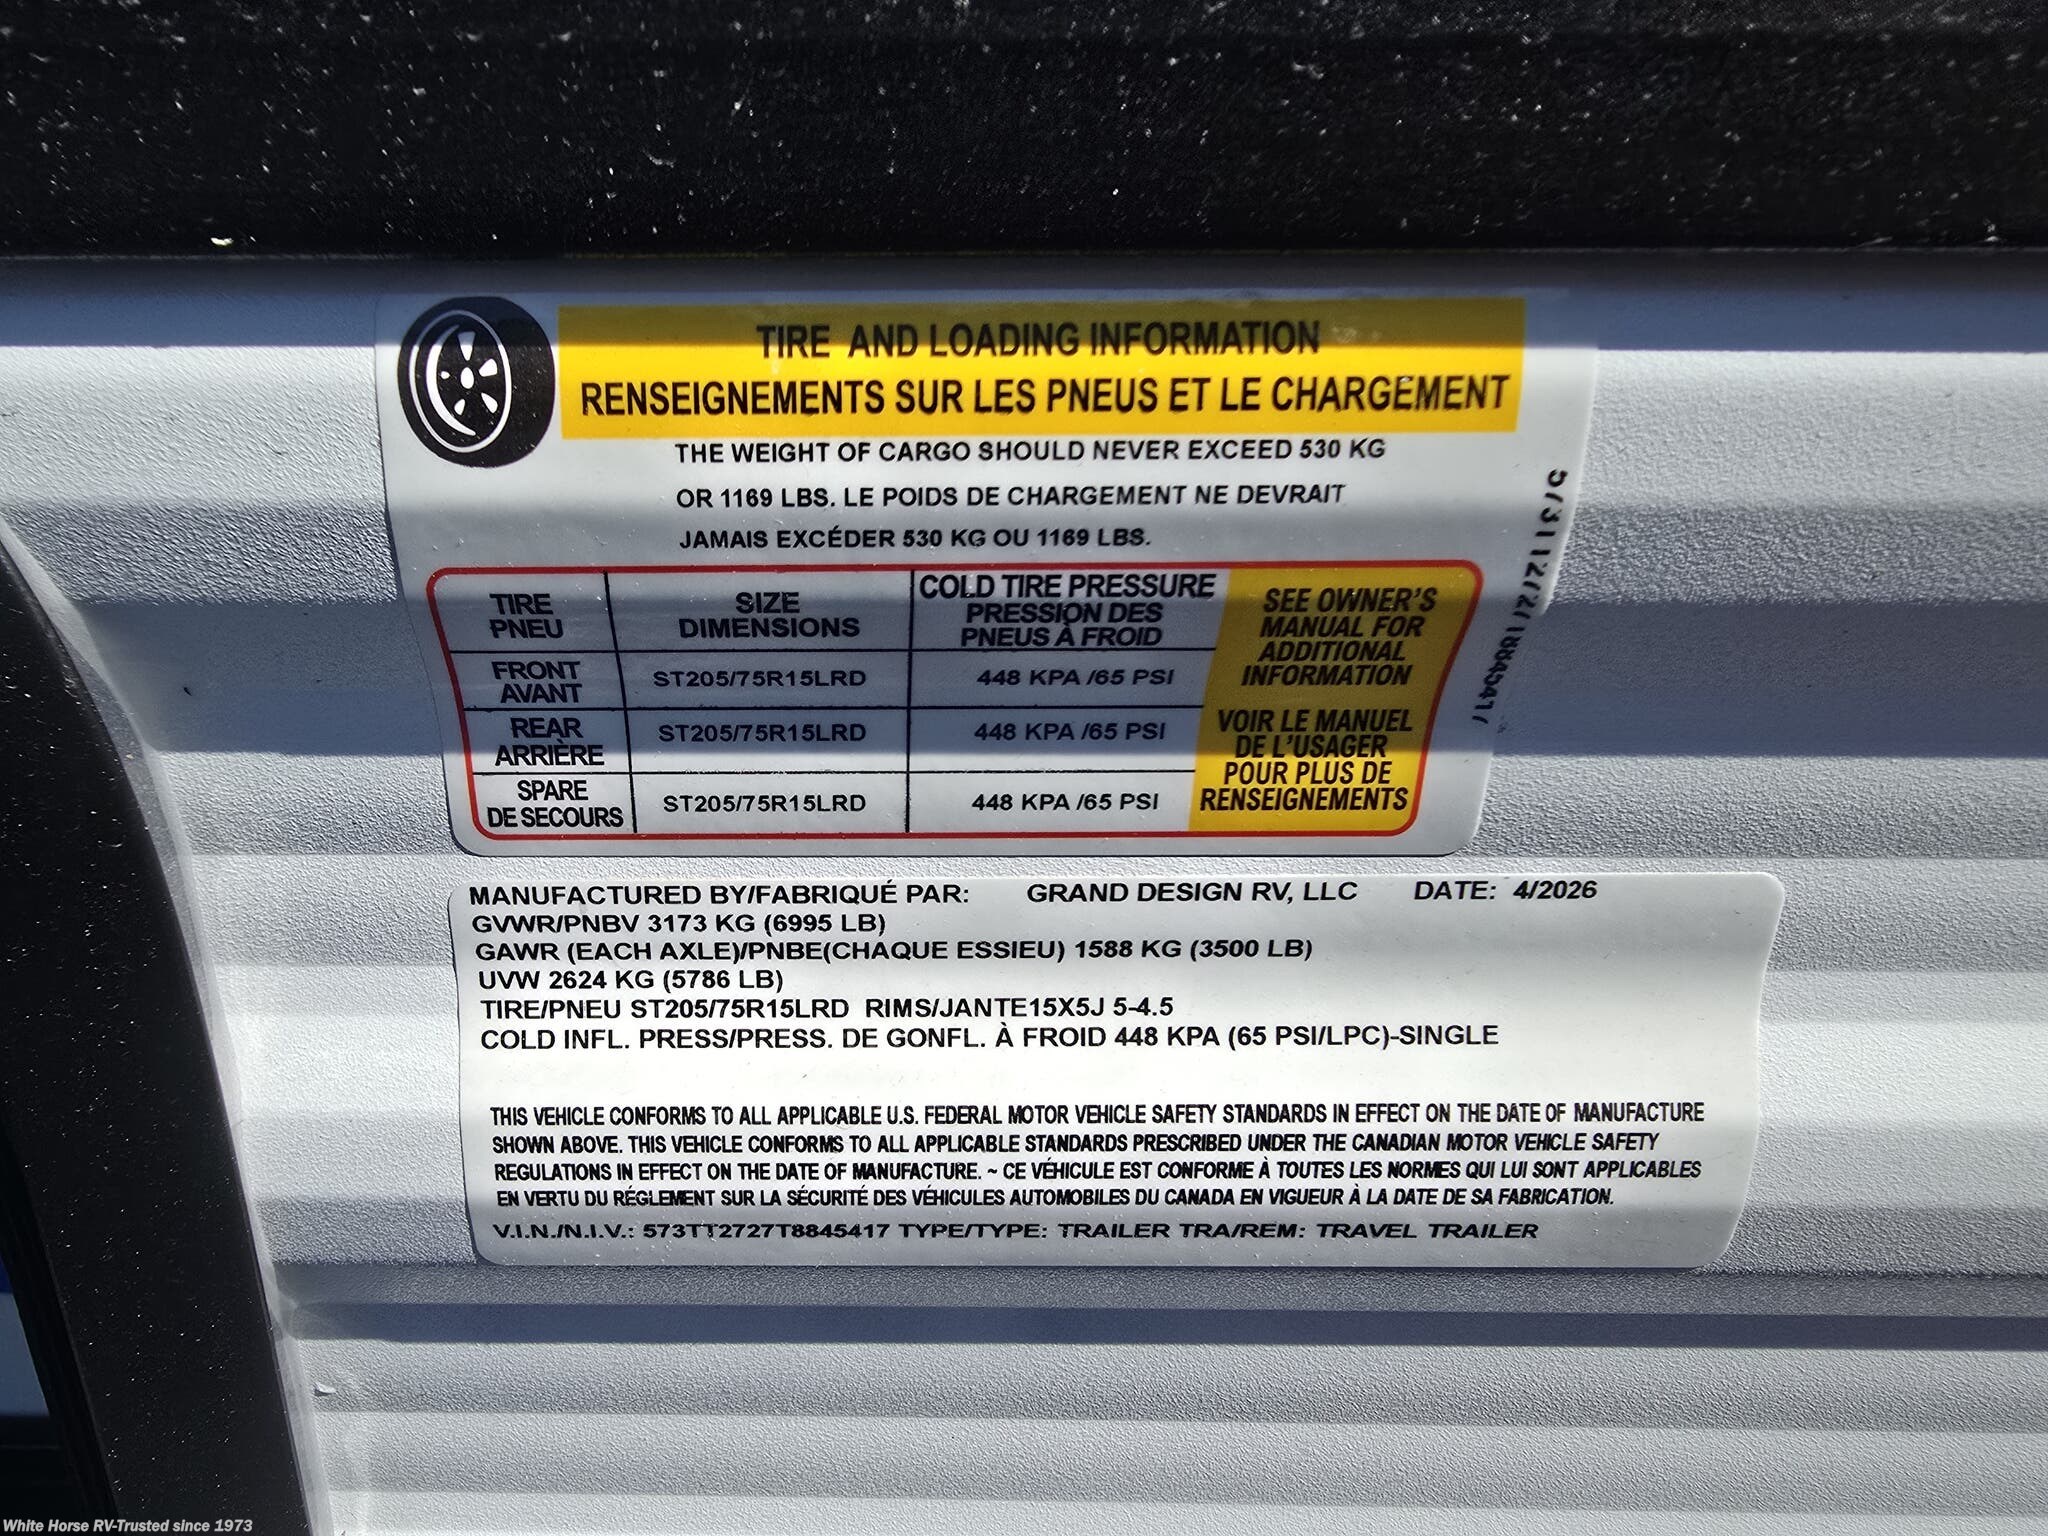 TIRE AND LOADING INFORMATION
RENSEIGNEMENTS SUR LES PNEUS ET LE CHARGEMENT
THE WEIGHT OF CARGO SHOULD NEVER EXCEED 530 KG
OR 1169 LBS. LE POIDS DE CHARGEMENT NE DEVRAIT
JAMAIS EXCÉDER 530 KG OU 1169 LBS.
TIRE
PNEU
SIZE
DIMENSIONS
COLD TIRE PRESSURE
PRESSION DES
PNEUS À FROID
FRONT
AVANT
ST205/75R15LRD
448 KPA /65 PSI
REAR
ARRIÈRE
ST205/75R15LRD
448 KPA /65 PSI
SPARE
DE SECOURS
ST205/75R15LRD
448 KPA /65 PSI
SEE OWNER'S
MANUAL FOR
ADDITIONAL
INFORMATION
VOIR LE MANUEL
DE L'USAGER
POUR PLUS DE
RENSEIGNEMENTS
MANUFACTURED BY/FABRIQUÉ PAR: GRAND DESIGN RV, LLC DATE: 4/2026
GVWR/PNBV 3173 KG (6995 LB)
GAWR (EACH AXLE)/PNBE(CHAQUE ESSIEU) 1588 KG (3500 LB)
UVW 2624 KG (5786 LB)
TIRE/PNEU ST205/75R15LRD RIMS/JANTE15X5J 5-4.5
COLD INFL. PRESS/PRESS. DE GONFL. À FROID 448 KPA (65 PSI/LPC)-SINGLE
THIS VEHICLE CONFORMS TO ALL APPLICABLE U.S. FEDERAL MOTOR VEHICLE SAFETY STANDARDS IN EFFECT ON THE DATE OF MANUFACTURE
SHOWN ABOVE. THIS VEHICLE CONFORMS TO ALL APPLICABLE STANDARDS PRESCRIBED UNDER THE CANADIAN MOTOR VEHICLE SAFETY
REGULATIONS IN EFFECT ON THE DATE OF MANUFACTURE. ~ CE VÉHICULE EST CONFORME À TOUTES LES NORMES QUI LUI SONT APPLICABLES
EN VERTU DU RÉGLEMENT SUR LA SÉCURITÉ DES VÉHICULES AUTOMOBILES DU CANADA EN VIGUEUR À LA DATE DE SA FABRICATION.
V.I.N./N.I.V.: 573TT2727T8845417 TYPE/TYPE: TRAILER TRA/REM: TRAVEL TRAILER
White Horse RV-Trusted since 1973